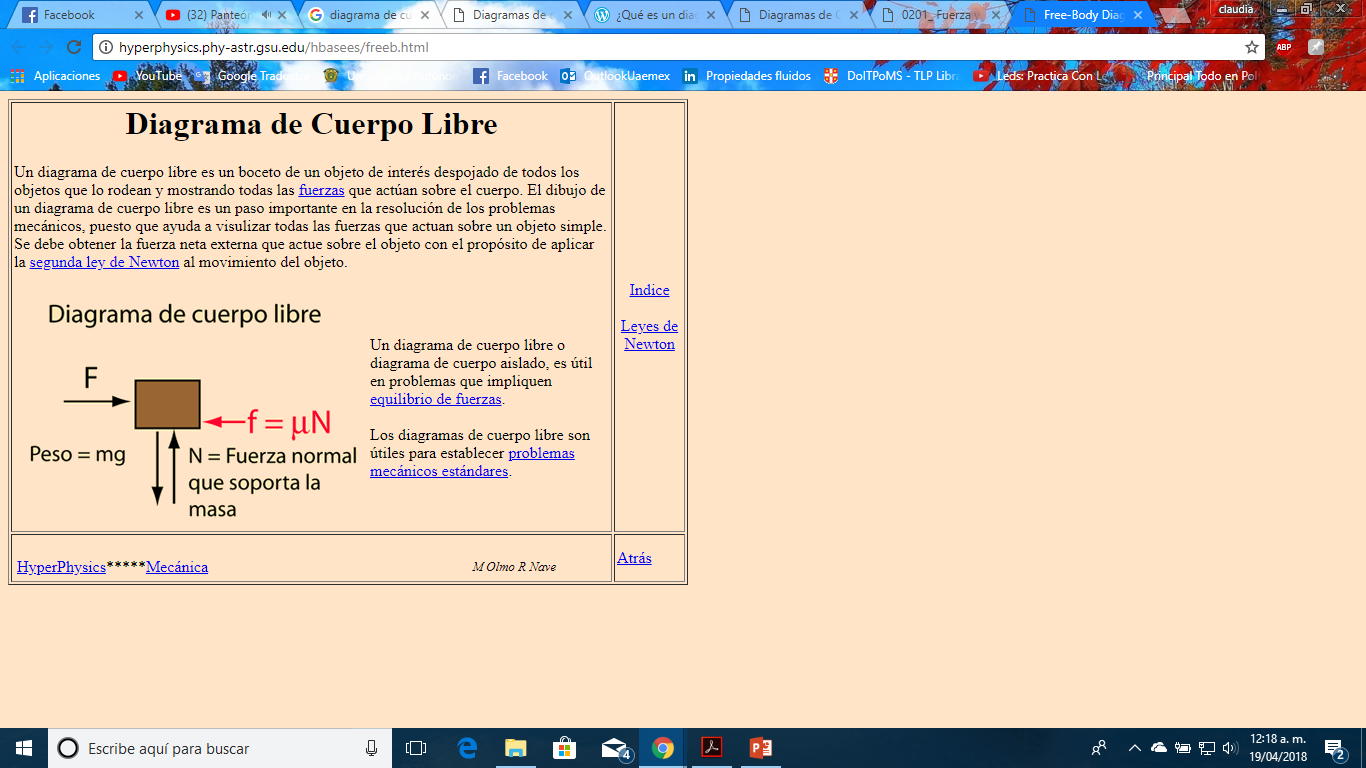 Facebook
(32) Panteón
diagrama de cu
Diagramas de
¿Qué es un dia
Diagramas de
0201_-Fuerza
Free-Body Diag
claudia
hyperphysics.phy-astr.gsu.edu/hbasees/freeb.html
ABP
Aplicaciones
YouTube
Google Traducto
Facebook
OutlookUaemex
Propiedades fluidos
DoITPoMS - TLP Libra
Leds: Practica Con
Principal Todo en Pol
Diagrama de Cuerpo Libre
Un diagrama de cuerpo libre es un boceto de un objeto de interés despojado de todos los
objetos que lo rodean y mostrando todas las fuerzas que actúan sobre el cuerpo. El dibujo de
un diagrama de cuerpo libre es un paso importante en la resolución de los problemas
mecánicos, puesto que ayuda a visulizar todas las fuerzas que actuan sobre un objeto simple.
Se debe obtener la fuerza neta externa que actue sobre el objeto con el propósito de aplicar
la segunda ley de Newton al movimiento del objeto.
Diagrama de cuerpo libre
F
f = μN
Peso = mg
N = Fuerza normal
que soporta la
masa
Un diagrama de cuerpo libre o
diagrama de cuerpo aislado, es útil
en problemas que impliquen
equilibrio de fuerzas.
Los diagramas de cuerpo libre son
útiles para establecer problemas
mecánicos estándares.
Indice
Leyes de
Newton
HyperPhysics*****Mecánica
M Olmo R Nave
Atrás
Escribe aquí para buscar
4
12:18 a. m.
19/04/2018
2